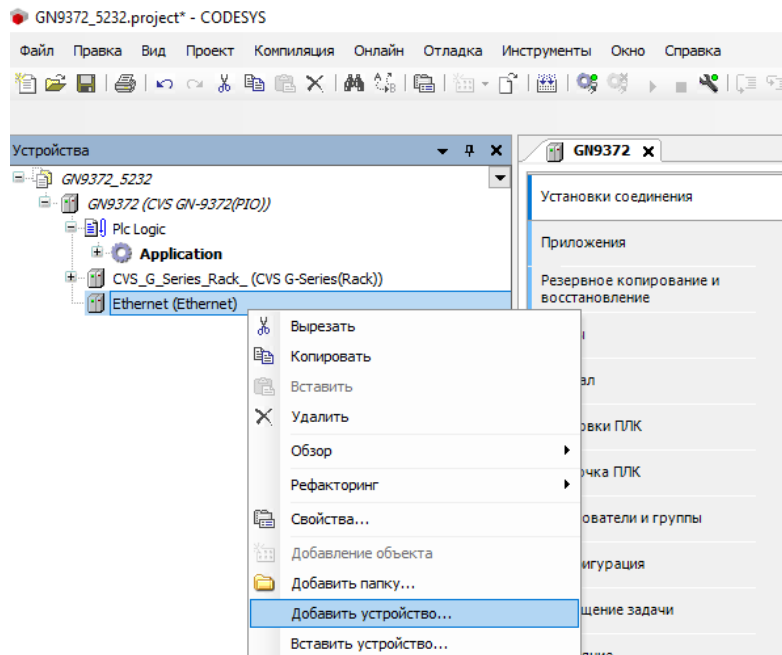 GN9372_5232.project* - CODESYS
Файл Правка Вид Проект Компиляция Онлайн Отладка Инструменты Окно Справка
Устройства
GN9372
GN9372_5232
GN9372 (CVS GN-9372(PIO))
Plc Logic
Application
CVS_G_Series_Rack_ (CVS G-Series(Rack))
Ethernet (Ethernet)
Вырезать
Копировать
Вставить
Удалить
Обзор
Рефакторинг
Свойства...
Добавление объекта
Добавить папку...
Добавить устройство...
Вставить устройство...
Установки соединения
Приложения
Резервное копирование и
восстановление